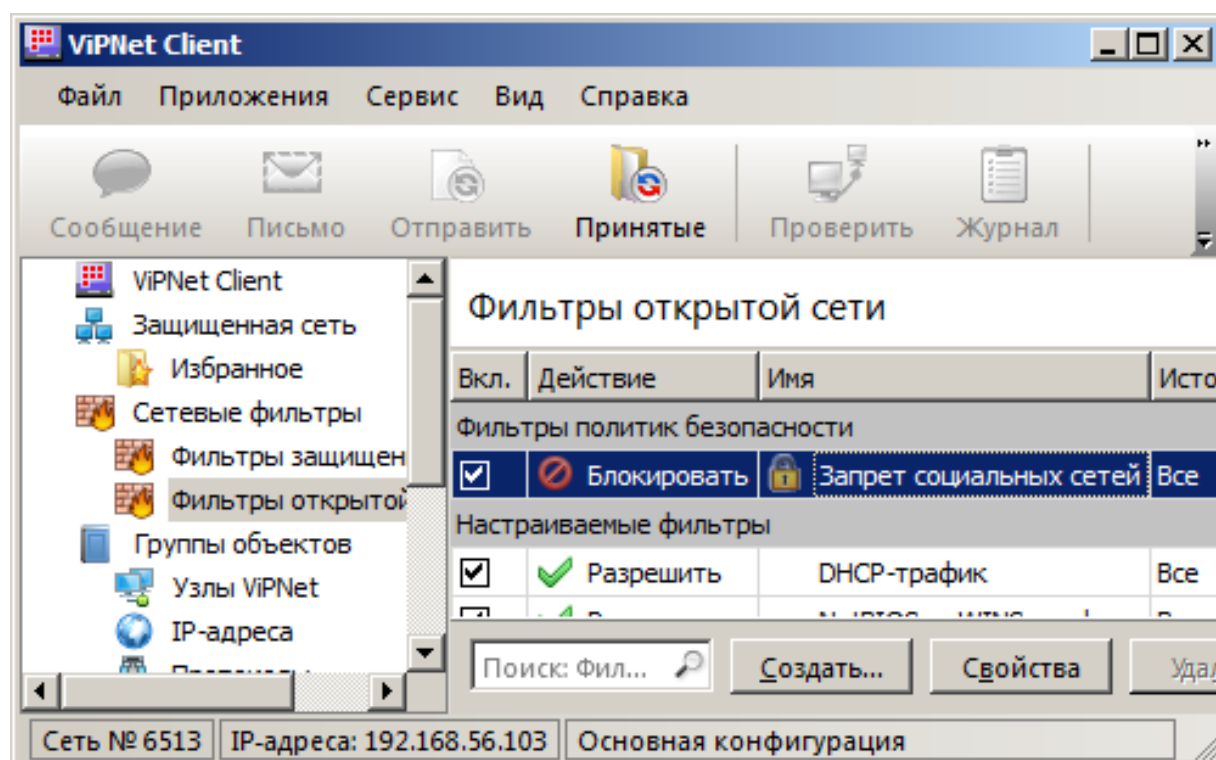 ViPNet Client
Файл Приложения Сервис Вид Справка
Сообщение Письмо Отправить Принятые Проверить Журнал
ViPNet Client
Защищенная сеть
Избранное
Сетевые фильтры
Фильтры защищен
Фильтры открытой
Группы объектов
Узлы ViPNet
IP-адреса
Фильтры открытой сети
Вкл. Действие Имя Исто
Фильтры политик безопасности
Блокировать Запрет социальных сетей Все
Настраиваемые фильтры
Разрешить DHCP-трафик Все
Поиск: Фил... Создать... Свойства Удал
Сеть № 6513 IP-адреса: 192.168.56.103 Основная конфигурация